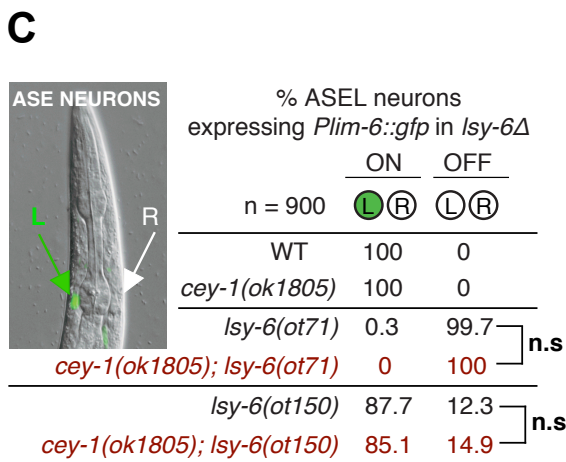 C
ASE NEURONS
L
R
% ASEL neurons
expressing Plim-6::gfp in lsy-6Δ
ON OFF
n = 900 L R L R
WT 100 0
cey-1(ok1805) 100 0
lsy-6(ot71) 0.3 99.7
n.s
cey-1(ok1805); lsy-6(ot71) 0 100
lsy-6(ot150) 87.7 12.3
n.s
cey-1(ok1805); lsy-6(ot150) 85.1 14.9